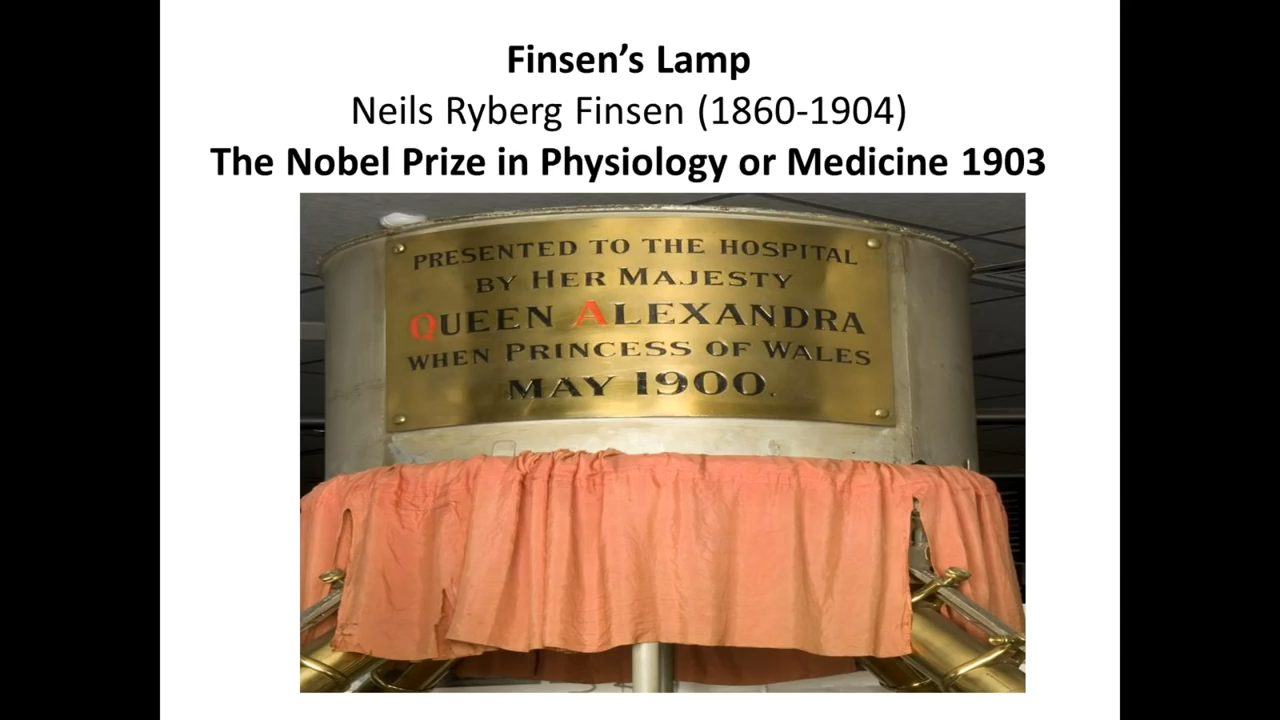 Finsen’s Lamp
Neils Ryberg Finsen (1860-1904)
The Nobel Prize in Physiology or Medicine 1903
PRESENTED TO THE HOSPITAL
BY HER MAJESTY
QUEEN ALEXANDRA
WHEN PRINCESS OF WALES
MAY 1900.